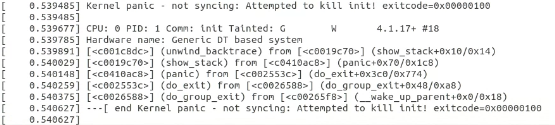 [    0.539485] Kernel panic - not syncing: Attempted to kill init! exitcode=0x00000100
[    0.539485]
[    0.539677] CPU: 0 PID: 1 Comm: init Tainted: G        W       4.1.17+ #18
[    0.539785] Hardware name: Generic DT based system
[    0.539891] [<c001c8dc>] (unwind_backtrace) from [<c0019c70>] (show_stack+0x10/0x14)
[    0.540029] [<c0019c70>] (show_stack) from [<c0410ac8>] (panic+0x70/0x1c8)
[    0.540148] [<c0410ac8>] (panic) from [<c002553c>] (do_exit+0x3c0/0x774)
[    0.540259] [<c002553c>] (do_exit) from [<c0026588>] (do_group_exit+0x48/0xa8)
[    0.540375] [<c0026588>] (do_group_exit) from [<c00265f8>] (__wake_up_parent+0x0/0x18)
[    0.540627] ---[ end Kernel panic - not syncing: Attempted to kill init! exitcode=0x00000100
[    0.540627]